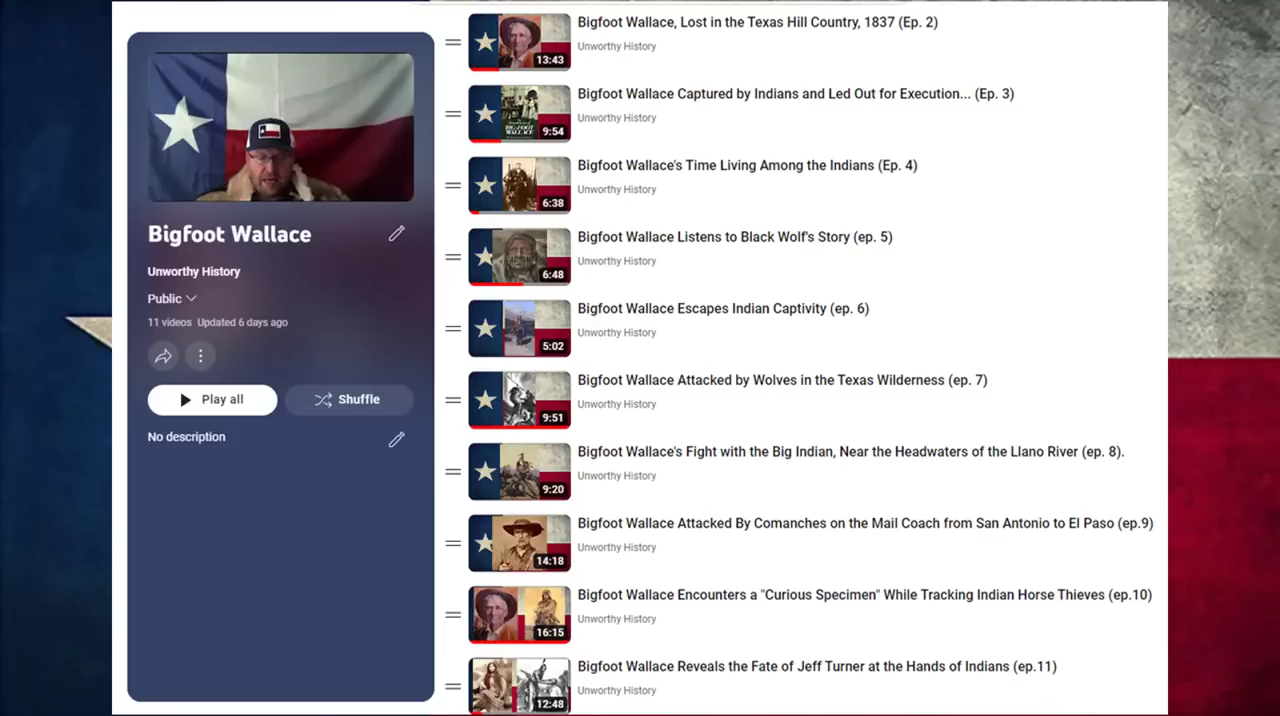 Bigfoot Wallace
Unworthy History
Public
11 videos Updated 6 days ago
Play all
Shuffle
No description
Bigfoot Wallace, Lost in the Texas Hill Country, 1837 (Ep. 2)
Unworthy History
13:43
Bigfoot Wallace Captured by Indians and Led Out for Execution... (Ep. 3)
Unworthy History
BIGFOOT
WALLACE
9:54
Bigfoot Wallace's Time Living Among the Indians (Ep. 4)
Unworthy History
6:38
Bigfoot Wallace Listens to Black Wolf's Story (ep. 5)
Unworthy History
6:48
Bigfoot Wallace Escapes Indian Captivity (ep. 6)
Unworthy History
5:02
Bigfoot Wallace Attacked by Wolves in the Texas Wilderness (ep. 7)
Unworthy History
9:51
Bigfoot Wallace's Fight with the Big Indian, Near the Headwaters of the Llano River (ep. 8).
Unworthy History
9:20
Bigfoot Wallace Attacked By Comanches on the Mail Coach from San Antonio to El Paso (ep.9)
Unworthy History
14:18
Bigfoot Wallace Encounters a "Curious Specimen" While Tracking Indian Horse Thieves (ep.10)
Unworthy History
16:15
Bigfoot Wallace Reveals the Fate of Jeff Turner at the Hands of Indians (ep.11)
Unworthy History
12:48